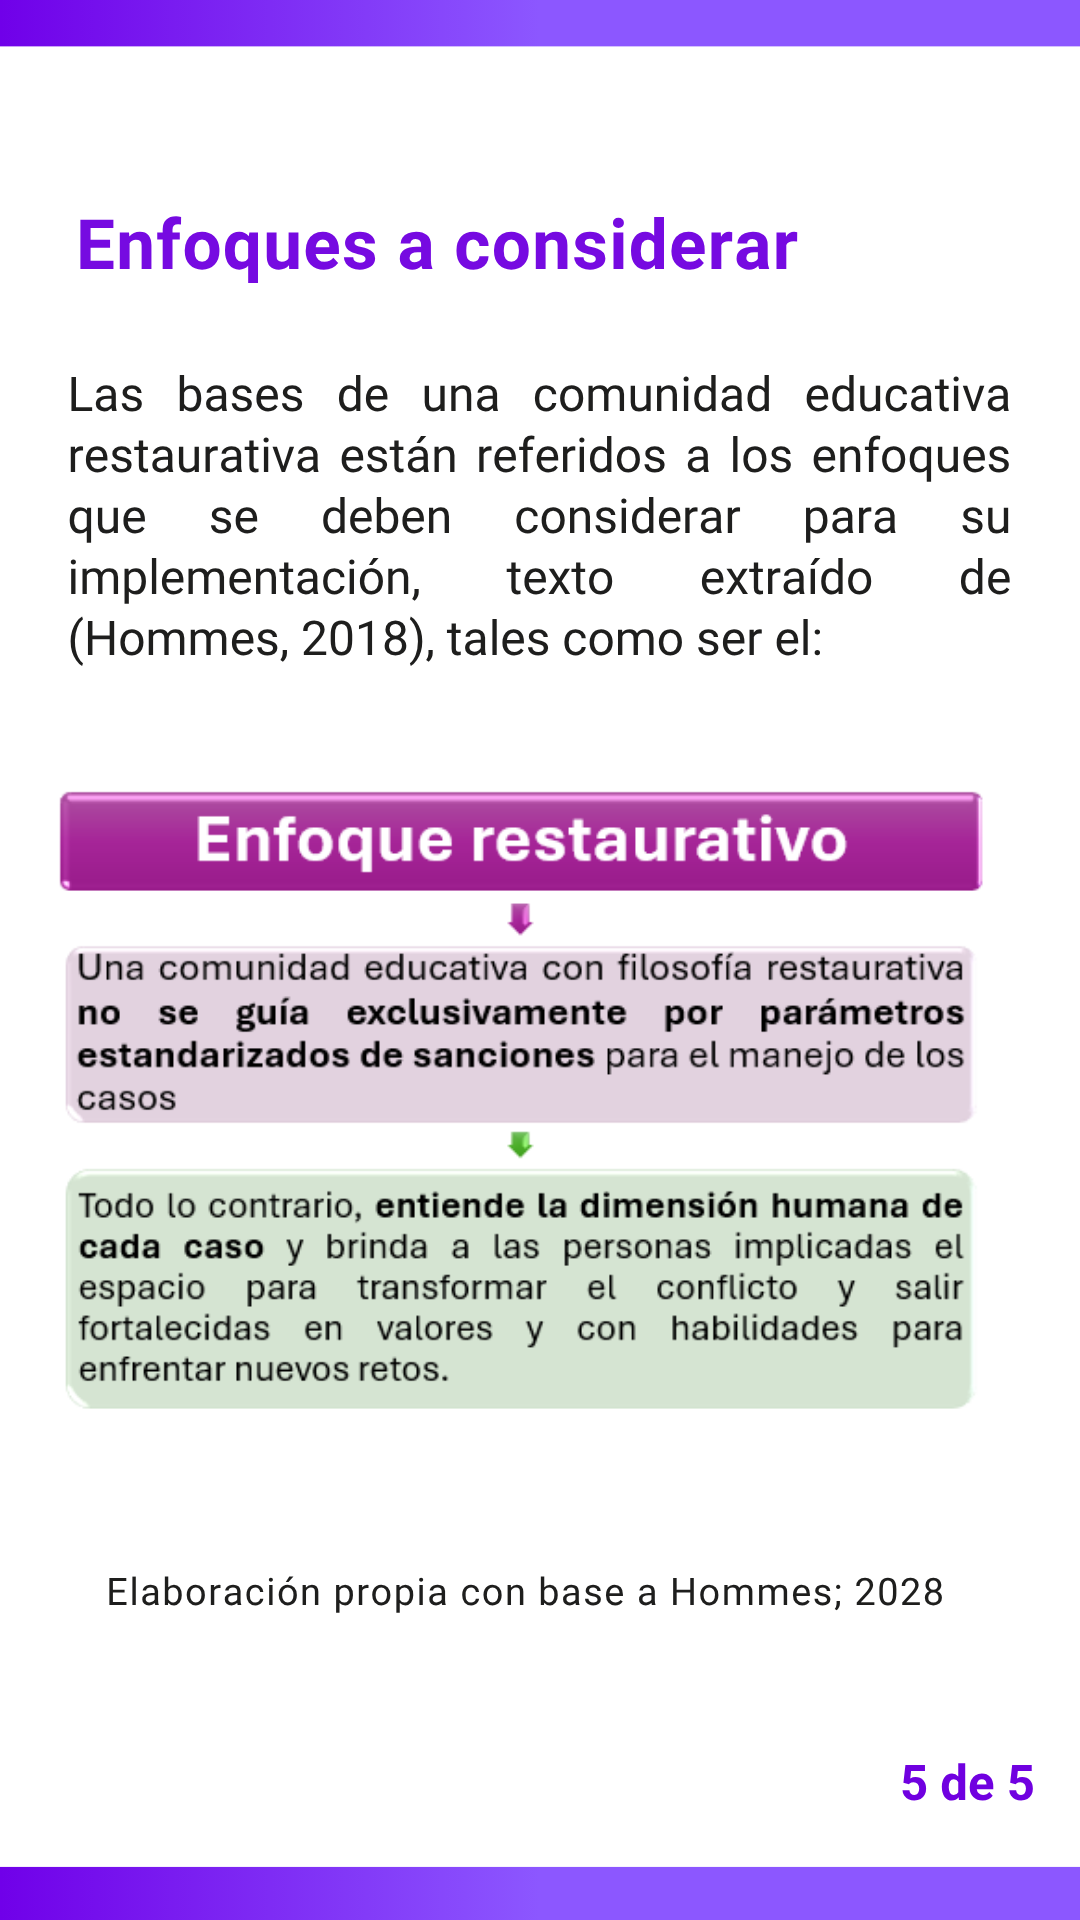 Enfoques a considerar
Las bases de una comunidad educativa
restaurativa están referidos a los enfoques
que se deben considerar para su
implementación, texto extraído de
(Hommes, 2018), tales como ser el:
Enfoque restaurativo
Una comunidad educativa con filosofía restaurativa
no se guía exclusivamente por parámetros
estandarizados de sanciones para el manejo de los
casos
Todo lo contrario, entiende la dimensión humana de
cada caso y brinda a las personas implicadas el
espacio para transformar el conflicto y salir
fortalecidas en valores y con habilidades para
enfrentar nuevos retos.
Elaboración propia con base a Hommes; 2028
5 de 5